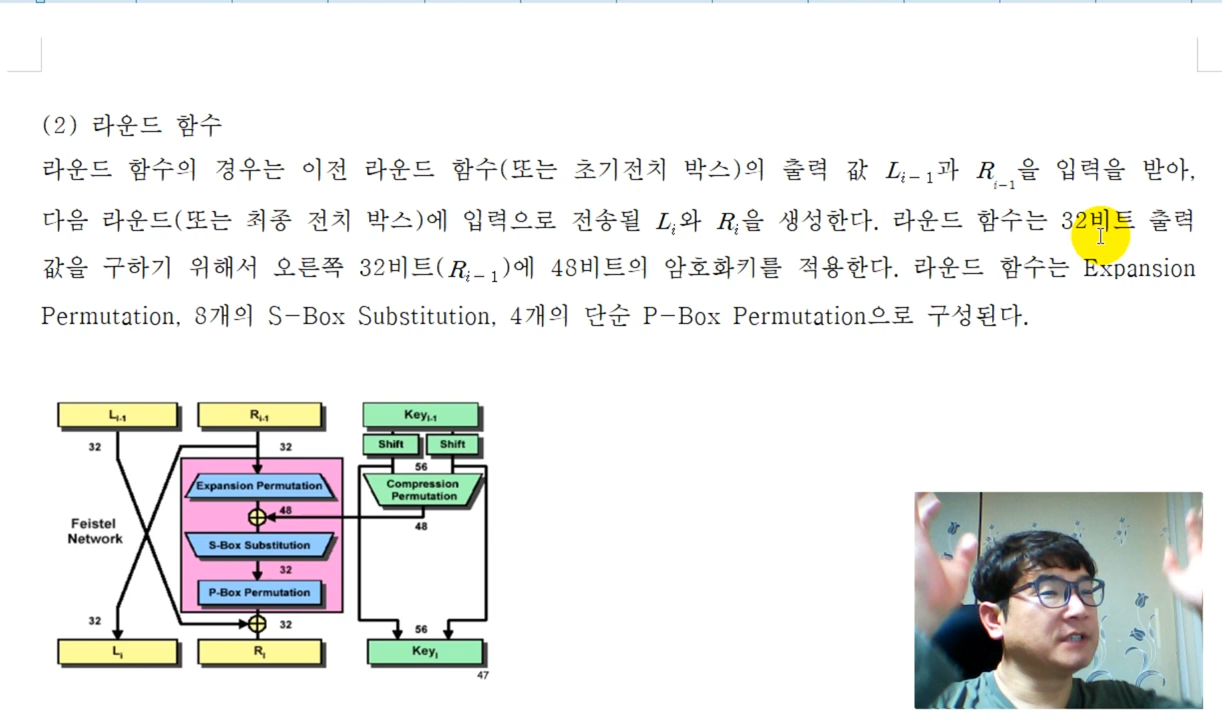 (2) 라운드 함수
라운드 함수의 경우는 이전 라운드 함수(또는 초기전치 박스)의 출력 값 Lᵢ₋₁과 Rᵢ₋₁을 입력을 받아,
다음 라운드(또는 최종 전치 박스)에 입력으로 전송될 Lᵢ와 Rᵢ을 생성한다. 라운드 함수는 32비트 출력
값을 구하기 위해서 오른쪽 32비트(Rᵢ₋₁)에 48비트의 암호화키를 적용한다. 라운드 함수는 Expansion
Permutation, 8개의 S-Box Substitution, 4개의 단순 P-Box Permutation으로 구성된다.
Lᵢ₋₁ Rᵢ₋₁ Keyᵢ₋₁
32 32 Shift Shift
56
Expansion Permutation
Compression
Permutation
48
48
Feistel
Network
S-Box Substitution
32
P-Box Permutation
32 32 56
Lᵢ Rᵢ Keyᵢ
47